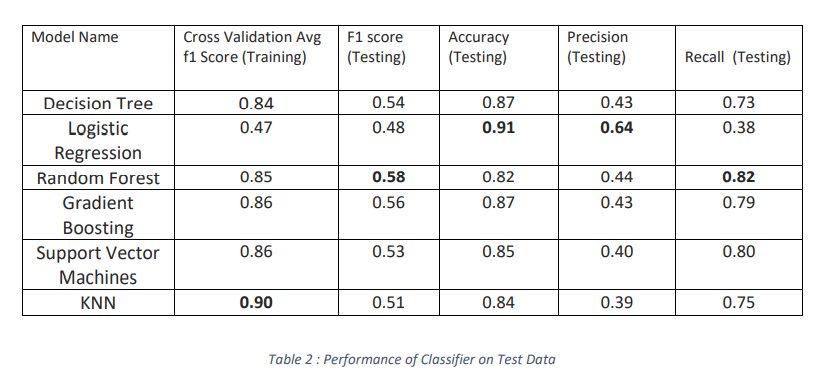 Model Name Cross Validation Avg F1 score Accuracy Precision
f1 Score (Training) (Testing) (Testing) (Testing) Recall (Testing)
Decision Tree 0.84 0.54 0.87 0.43 0.73
Logistic 0.47 0.48 0.91 0.64 0.38
Regression
Random Forest 0.85 0.58 0.82 0.44 0.82
Gradient 0.86 0.56 0.87 0.43 0.79
Boosting
Support Vector 0.86 0.53 0.85 0.40 0.80
Machines
KNN 0.90 0.51 0.84 0.39 0.75
Table 2 : Performance of Classifier on Test Data